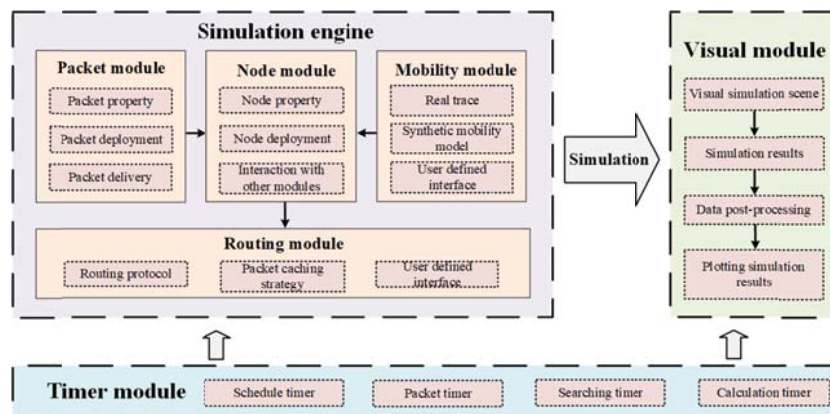 Simulation engine
Packet module
Packet property
Packet deployment
Packet delivery
Node module
Node property
Node deployment
Interaction with
other modules
Mobility module
Real trace
Synthetic mobility
model
User defined
interface
Routing module
Routing protocol
Packet caching
strategy
User defined
interface
Simulation
Visual module
Visual simulation scene
Simulation results
Data post-processing
Plotting simulation
results
Timer module
Schedule timer
Packet timer
Searching timer
Calculation timer